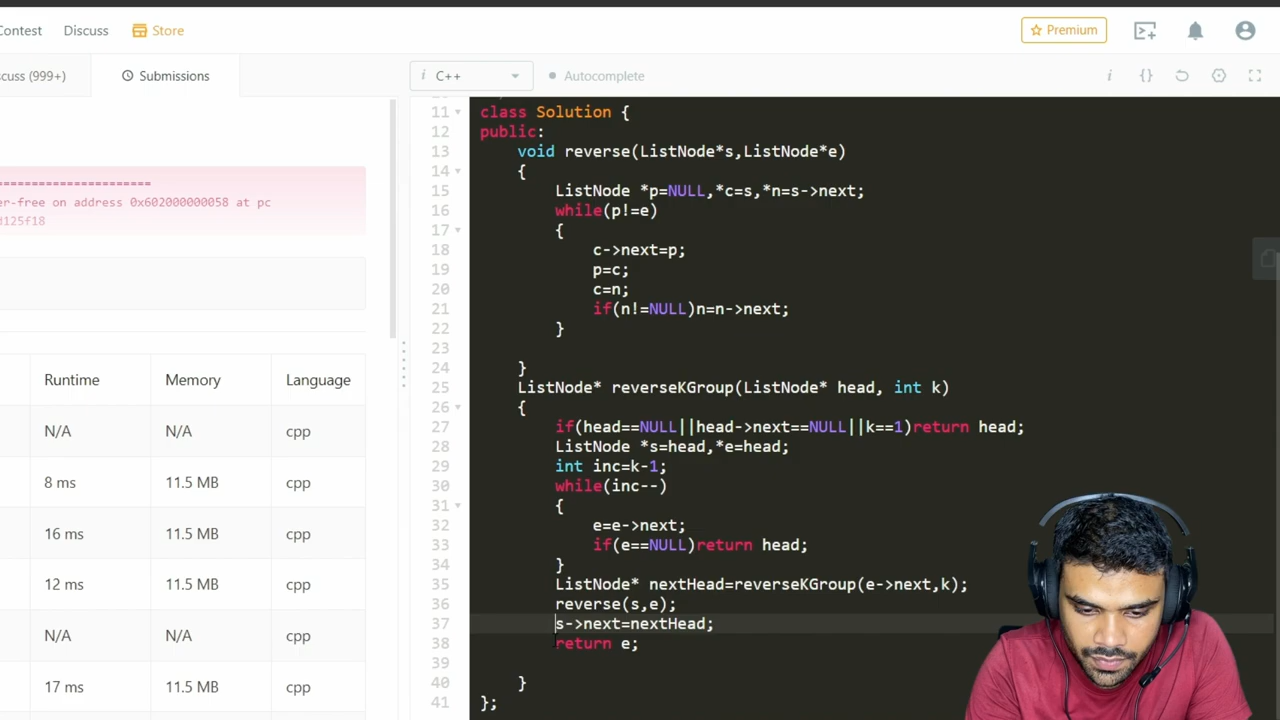 Contest Discuss Store Premium
cuss (999+) Submissions i C++ Autocomplete i {}
=====================
er-free on address 0x602000000058 at pc
d125f18
Runtime Memory Language
N/A N/A cpp
8 ms 11.5 MB cpp
16 ms 11.5 MB cpp
12 ms 11.5 MB cpp
N/A N/A cpp
17 ms 11.5 MB cpp
11 class Solution {
12 public:
13 void reverse(ListNode*s,ListNode*e)
14 {
15 ListNode *p=NULL,*c=s,*n=s->next;
16 while(p!=e)
17 {
18 c->next=p;
19 p=c;
20 c=n;
21 if(n!=NULL)n=n->next;
22 }
23
24 }
25 ListNode* reverseKGroup(ListNode* head, int k)
26 {
27 if(head==NULL||head->next==NULL||k==1)return head;
28 ListNode *s=head,*e=head;
29 int inc=k-1;
30 while(inc--)
31 {
32 e=e->next;
33 if(e==NULL)return head;
34 }
35 ListNode* nextHead=reverseKGroup(e->next,k);
36 reverse(s,e);
37 s->next=nextHead;
38 return e;
39
40 }
41 };